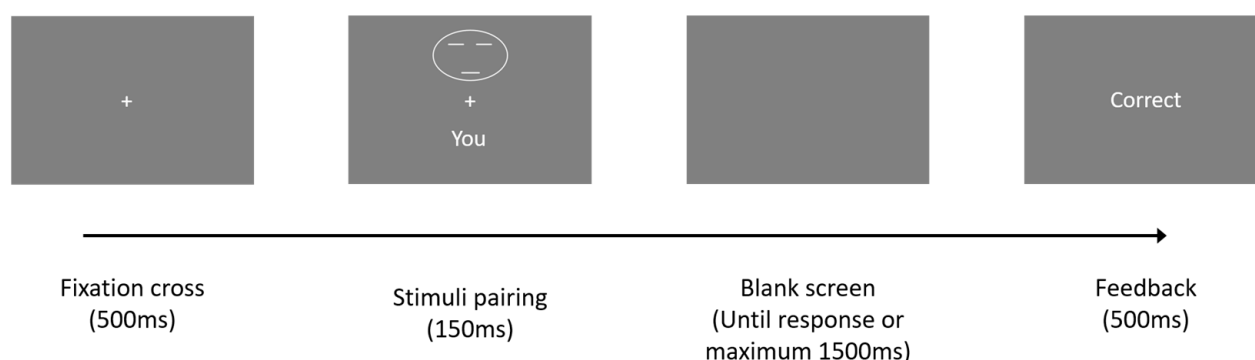 +
+
You
Correct
Fixation cross
(500ms)
Stimuli pairing
(150ms)
Blank screen
(Until response or
maximum 1500ms)
Feedback
(500ms)